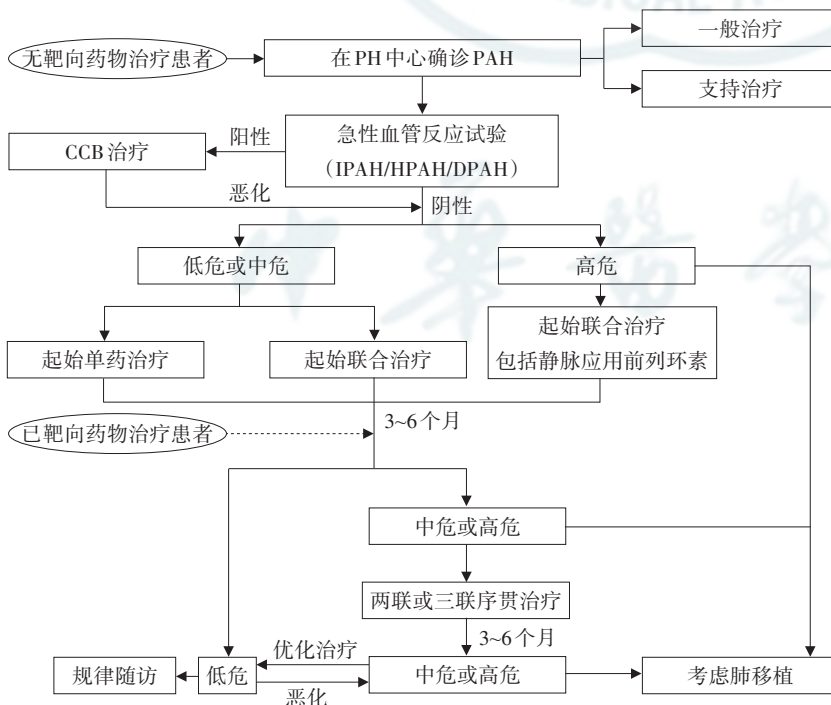 一般治疗
无靶向药物治疗患者
在PH中心确诊PAH
支持治疗
阳性
急性血管反应试验
(IPAH/HPAH/DPAH)
CCB治疗
恶化
阴性
低危或中危
高危
起始单药治疗
起始联合治疗
起始联合治疗
包括静脉应用前列环素
3~6个月
已靶向药物治疗患者
中危或高危
两联或三联序贯治疗
3~6个月
优化治疗
规律随访
低危
中危或高危
考虑肺移植
恶化